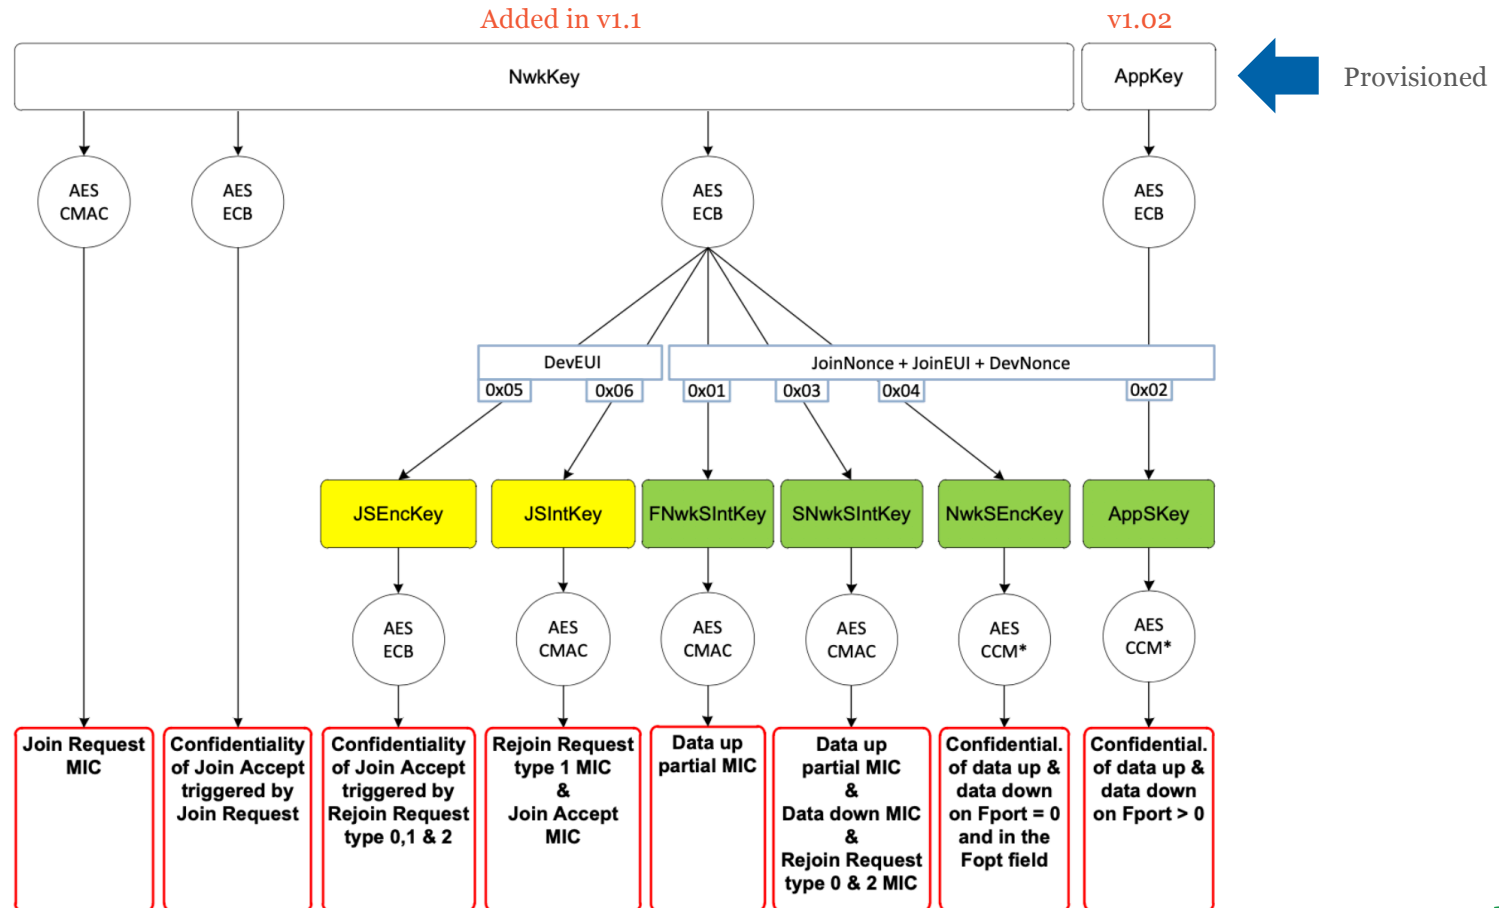 Added in v1.1
v1.02
NwkKey
AppKey
Provisioned
AES
CMAC
AES
ECB
AES
ECB
AES
ECB
DevEUI
JoinNonce + JoinEUI + DevNonce
0x05
0x06
0x01
0x03
0x04
0x02
JSEncKey
JSIntKey
FNwkSIntKey
SNwkSIntKey
NwkSEncKey
AppSKey
AES
ECB
AES
CMAC
AES
CMAC
AES
CMAC
AES
CCM*
AES
CCM*
Join Request
MIC
Confidentiality
of Join Accept
triggered by
Join Request
Confidentiality
of Join Accept
triggered by
Rejoin Request
type 0,1 & 2
Rejoin Request
type 1 MIC
&
Join Accept
MIC
Data up
partial MIC
Data up
partial MIC
&
Data down MIC
&
Rejoin Request
type 0 & 2 MIC
Confidential.
of data up &
data down
on Fport = 0
and in the
Fopt field
Confidential.
of data up &
data down
on Fport > 0